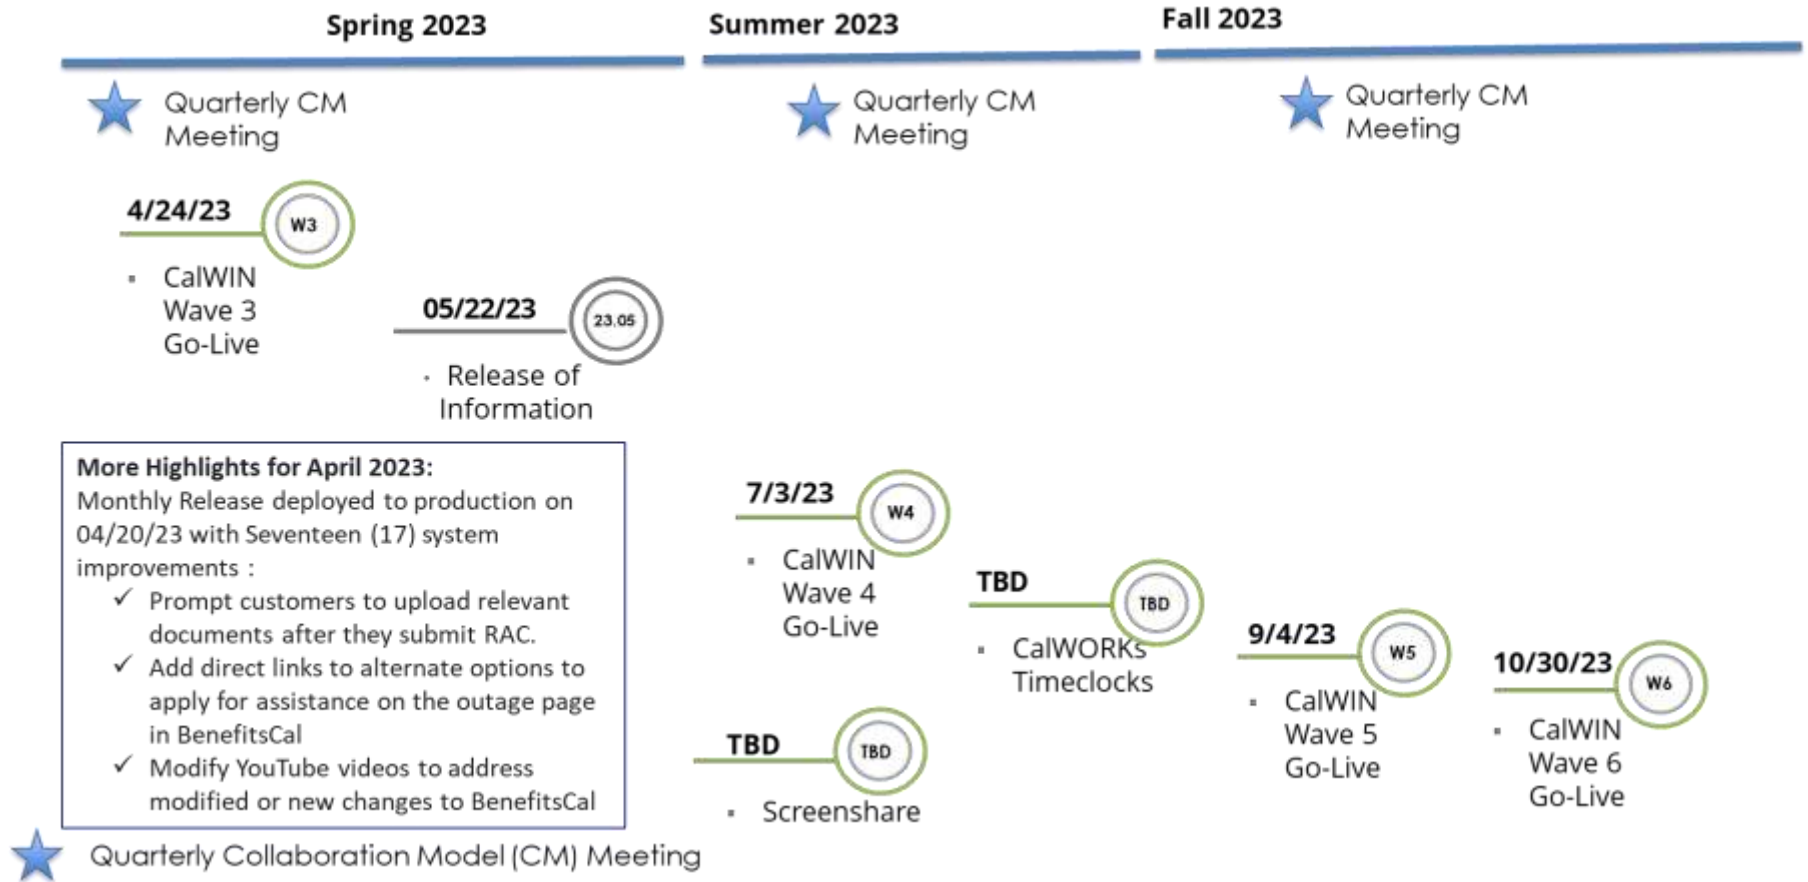 Spring 2023
Summer 2023
Fall 2023
Quarterly CM
Meeting
Quarterly CM
Meeting
Quarterly CM
Meeting
4/24/23
W3
▪ CalWIN
Wave 3
Go-Live
05/22/23
23.05
· Release of
Information
More Highlights for April 2023:
Monthly Release deployed to production on
04/20/23 with Seventeen (17) system
improvements :
✓ Prompt customers to upload relevant
documents after they submit RAC.
✓ Add direct links to alternate options to
apply for assistance on the outage page
in BenefitsCal
✓ Modify YouTube videos to address
modified or new changes to BenefitsCal
7/3/23
W4
▪ CalWIN
Wave 4
Go-Live
TBD
TBD
▪ CalWORKs
Timeclocks
TBD
TBD
▪ Screenshare
9/4/23
W5
▪ CalWIN
Wave 5
Go-Live
10/30/23
W6
▪ CalWIN
Wave 6
Go-Live
Quarterly Collaboration Model (CM) Meeting